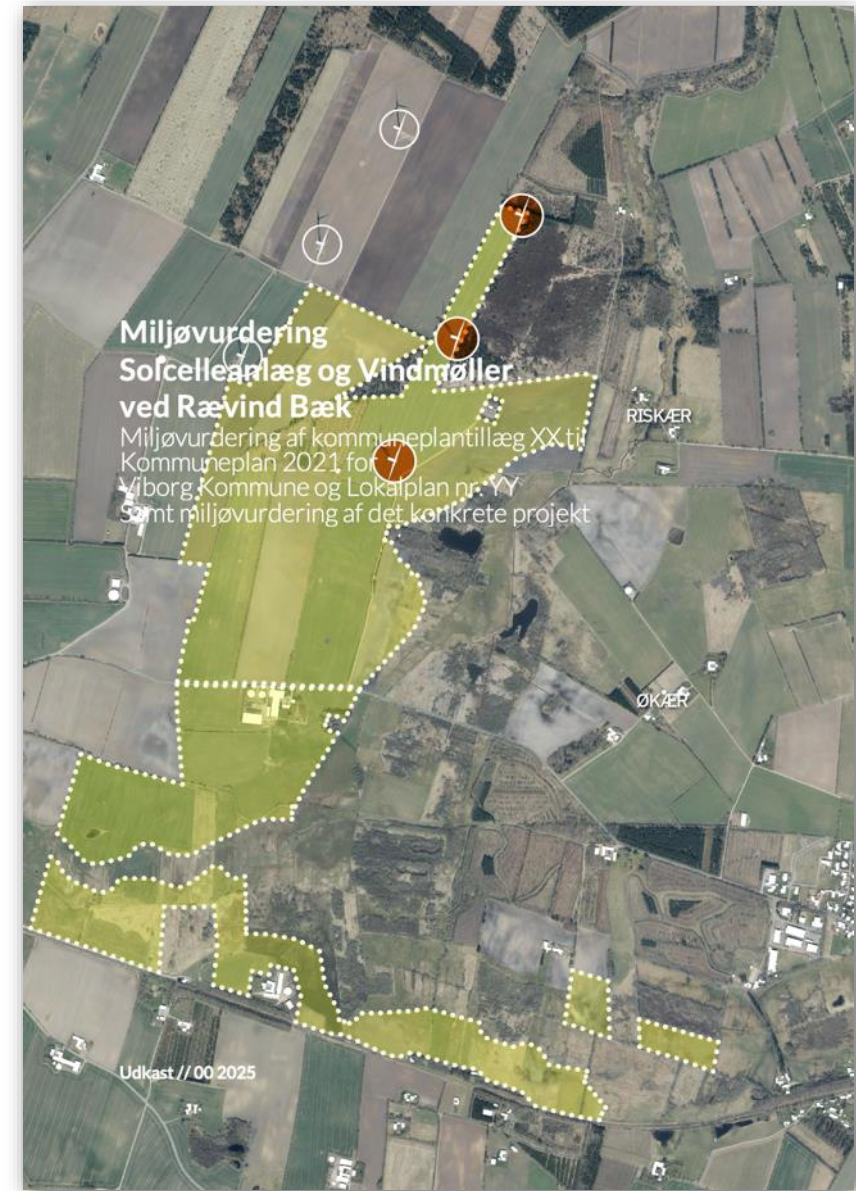 Miljøvurdering
Solcelleanlæg og Vindmøller
ved Rævind Bæk
Miljøvurdering af kommuneplantillæg XX til
Kommuneplan 2021 for
Viborg Kommune og Lokalplan nr. YY
Samt miljøvurdering af det konkrete projekt
RISKÆR
ØKÆR
Udkast // 00 2025